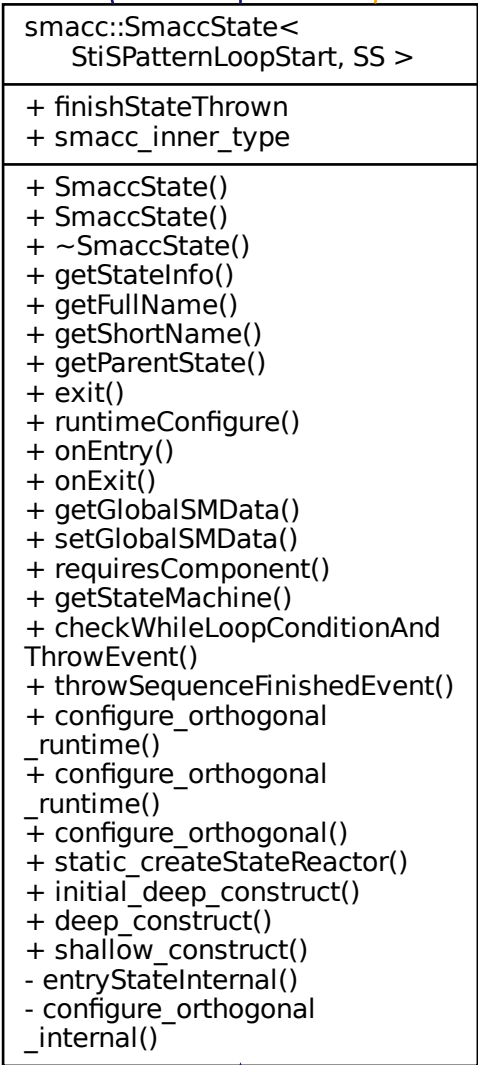 smacc::SmaccState<
StiSPatternLoopStart, SS >
+ finishStateThrown
+ smacc_inner_type
+ SmaccState()
+ SmaccState()
+ ~SmaccState()
+ getStateInfo()
+ getFullName()
+ getShortName()
+ getParentState()
+ exit()
+ runtimeConfigure()
+ onEntry()
+ onExit()
+ getGlobalSMData()
+ setGlobalSMData()
+ requiresComponent()
+ getStateMachine()
+ checkWhileLoopConditionAnd
ThrowEvent()
+ throwSequenceFinishedEvent()
+ configure_orthogonal
_runtime()
+ configure_orthogonal
_runtime()
+ configure_orthogonal()
+ static_createStateReactor()
+ initial_deep_construct()
+ deep_construct()
+ shallow_construct()
- entryStateInternal()
- configure_orthogonal
_internal()